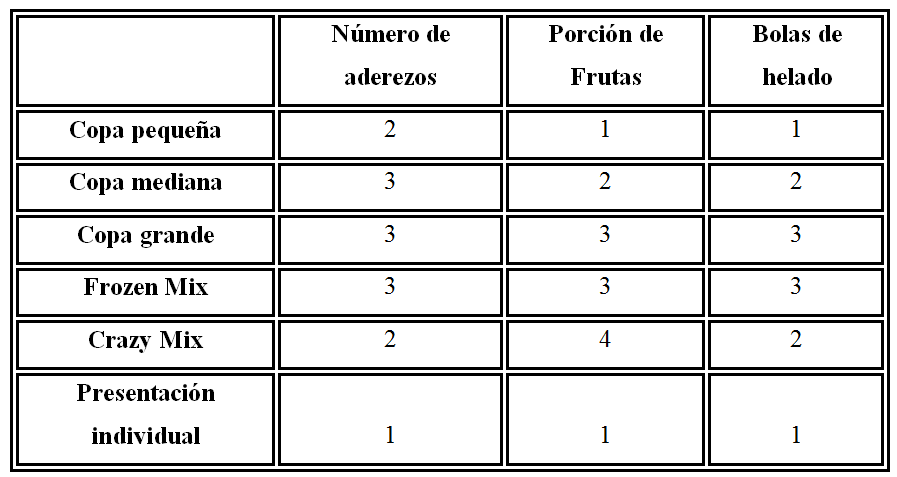 Número de aderezos
Porción de Frutas
Bolas de helado
Copa pequeña 2 1 1
Copa mediana 3 2 2
Copa grande 3 3 3
Frozen Mix 3 3 3
Crazy Mix 2 4 2
Presentación
individual 1 1 1